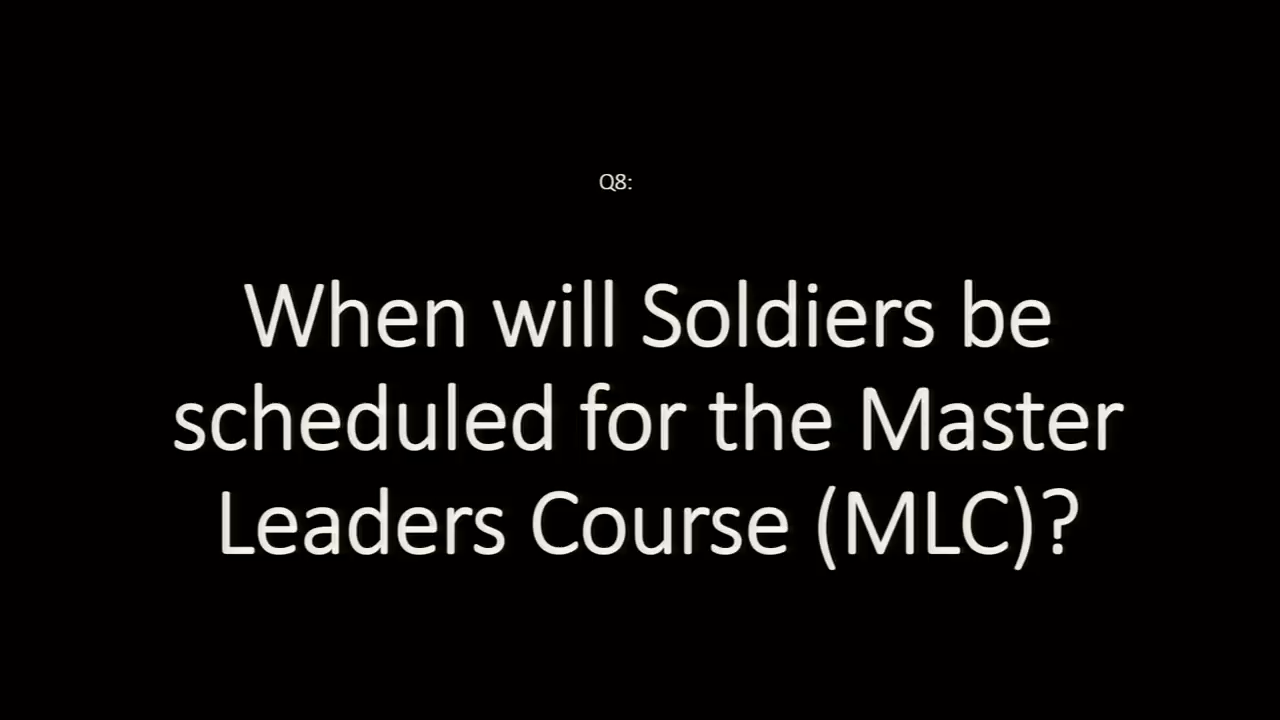 Q8:
When will Soldiers be
scheduled for the Master
Leaders Course (MLC)?